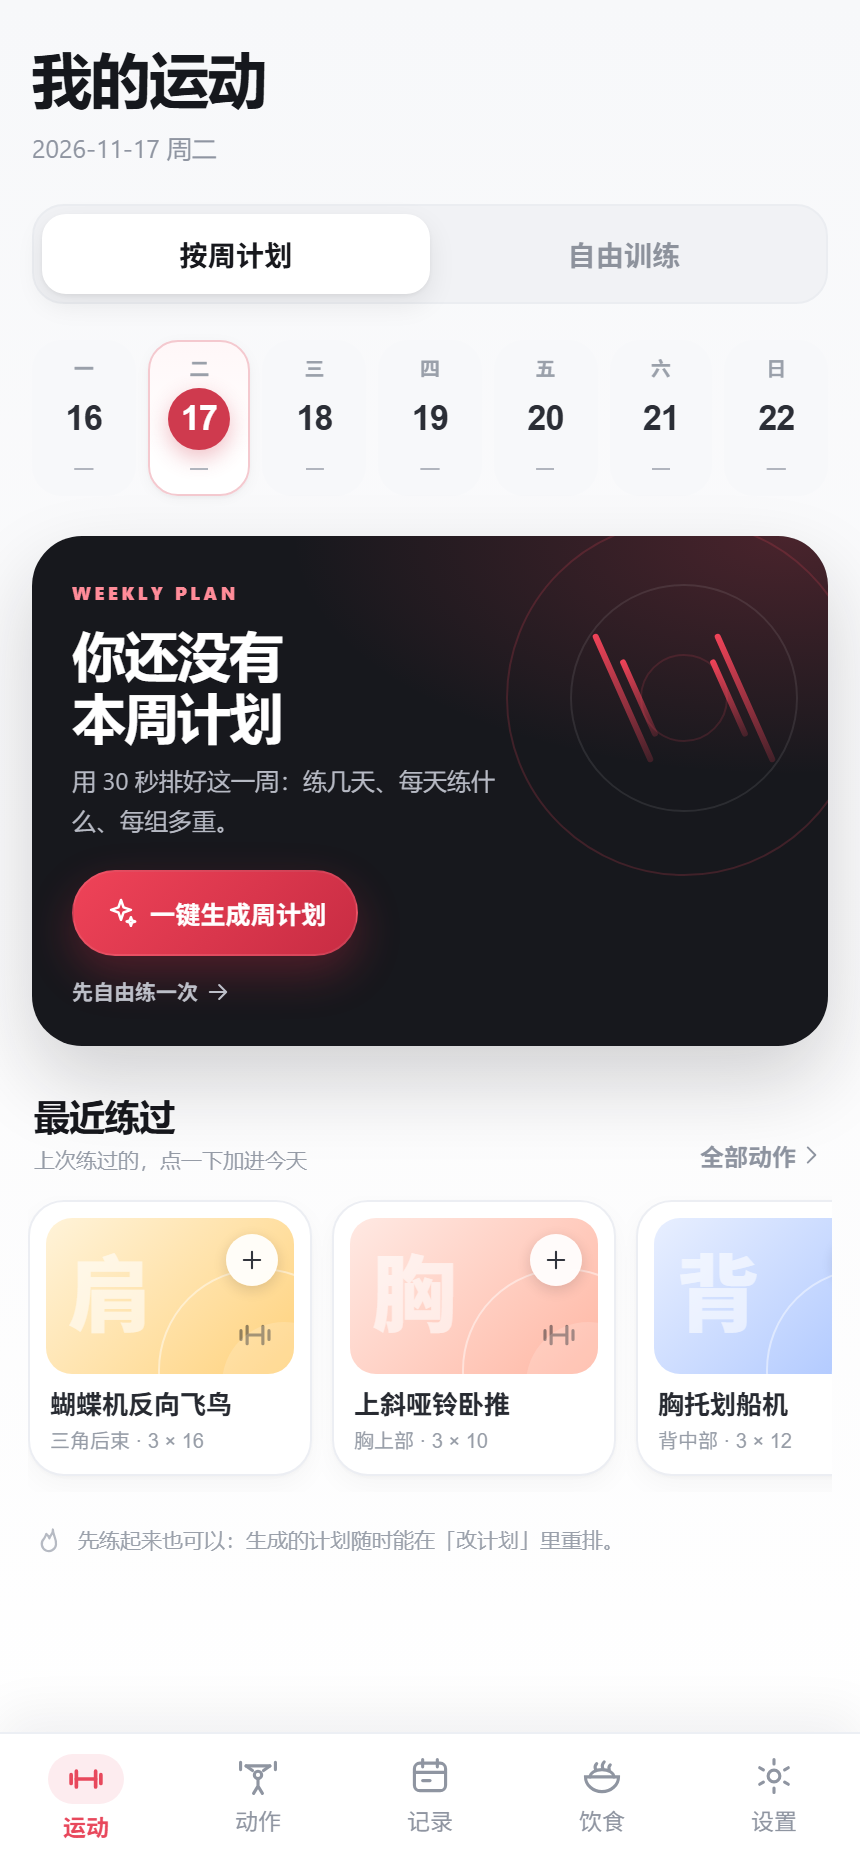 我的运动
2026-11-17 周二
按周计划
自由训练
一 二 三 四 五 六 日
16 17 18 19 20 21 22
— — — — — — —
WEEKLY PLAN
你还没有
本周计划
用 30 秒排好这一周：练几天、每天练什
么、每组多重。
一键生成周计划
先自由练一次 →
最近练过
上次练过的，点一下加进今天
全部动作
肩
胸
背
蝴蝶机反向飞鸟
三角后束 · 3 × 16
上斜哑铃卧推
胸上部 · 3 × 10
胸托划船机
背中部 · 3 × 12
先练起来也可以：生成的计划随时能在「改计划」里重排。
运动
动作
记录
饮食
设置